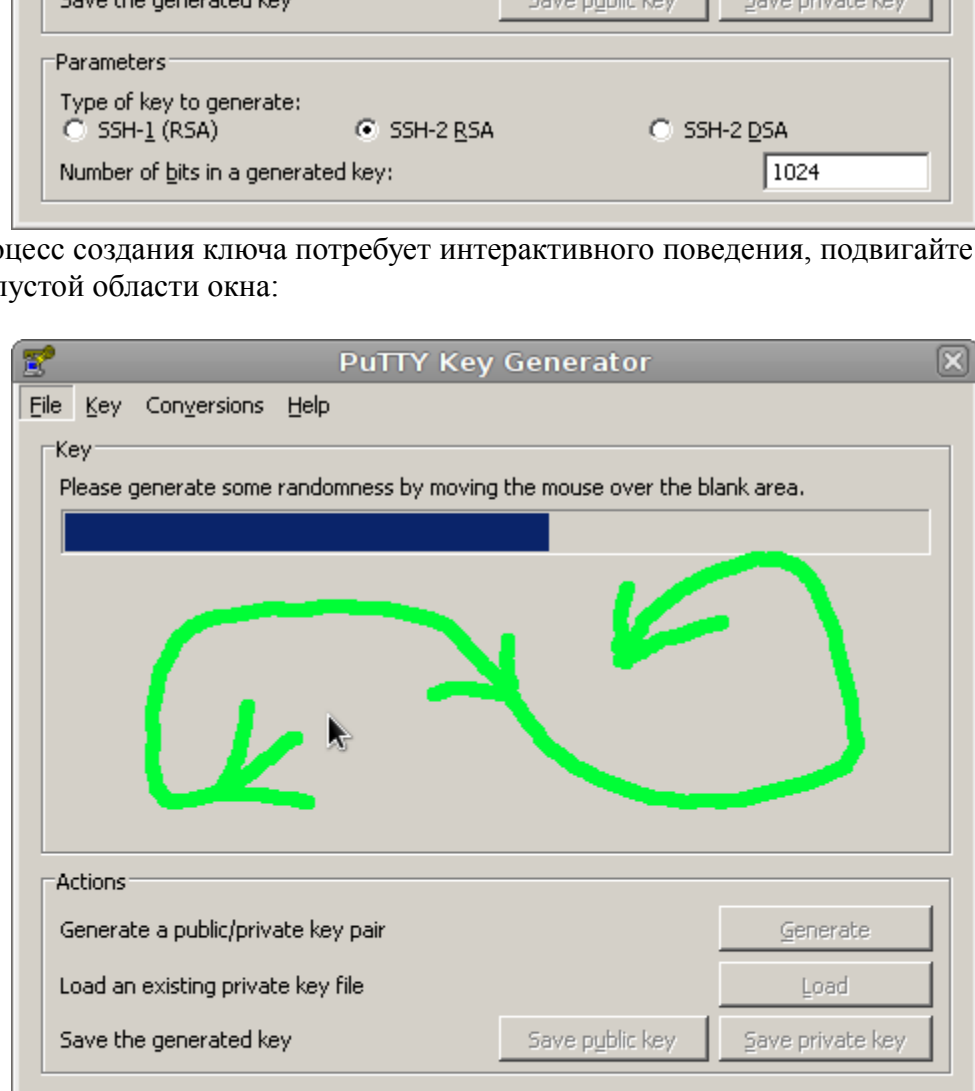 Save the generated key Save public key Save private key
Parameters
Type of key to generate:
SSH-1 (RSA) SSH-2 RSA SSH-2 DSA
Number of bits in a generated key: 1024
оцесс создания ключа потребует интерактивного поведения, подвигайте
пустой области окна:
PuTTY Key Generator
File Key Conversions Help
Key
Please generate some randomness by moving the mouse over the blank area.
Actions
Generate a public/private key pair Generate
Load an existing private key file Load
Save the generated key Save public key Save private key